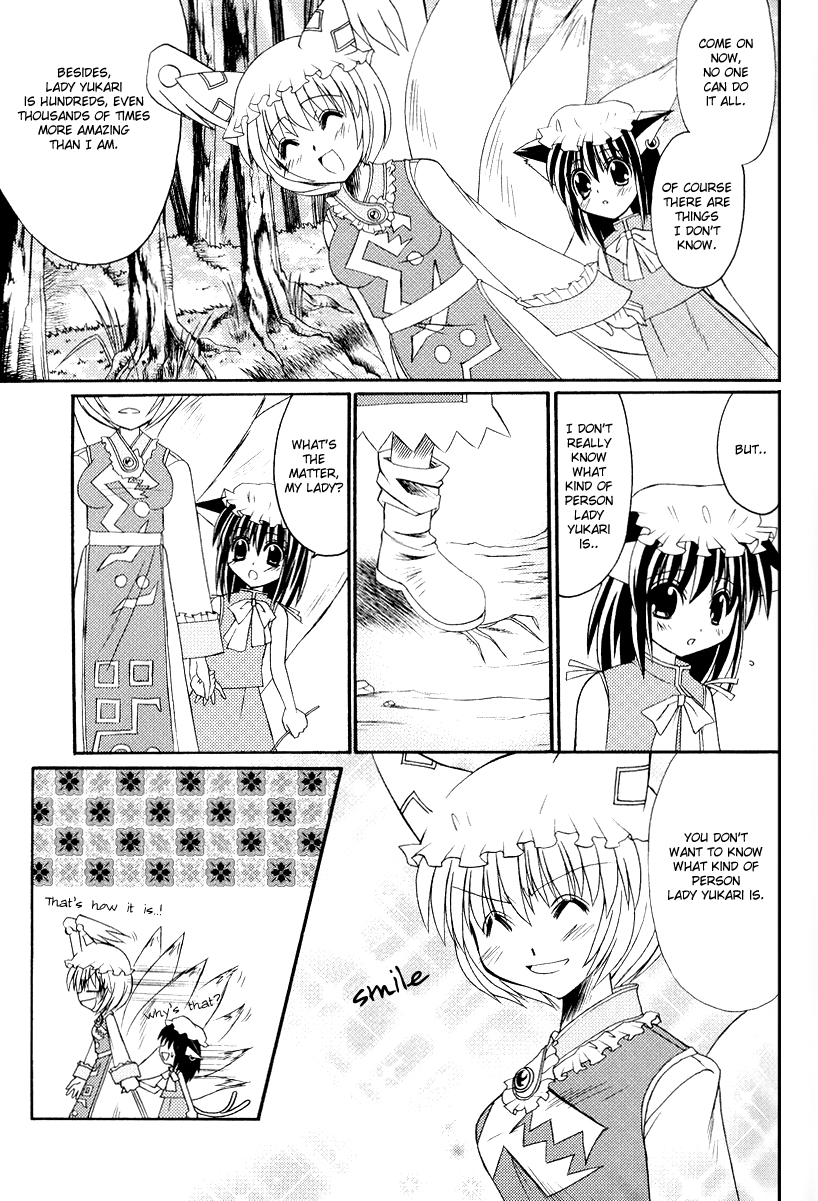 COME ON
NOW,
NO ONE
CAN DO
IT ALL.
OF COURSE
THERE ARE
THINGS
I DON'T
KNOW.
BESIDES,
LADY YUKARI
IS HUNDREDS, EVEN
THOUSANDS OF TIMES
MORE AMAZING
THAN I AM.
BUT..
I DON'T
REALLY
KNOW
WHAT
KIND OF
PERSON
LADY
YUKARI
IS..
WHAT'S
THE
MATTER,
MY LADY?
YOU DON'T
WANT TO KNOW
WHAT KIND OF
PERSON
LADY YUKARI IS.
smile
That's how it is..!
why's that?